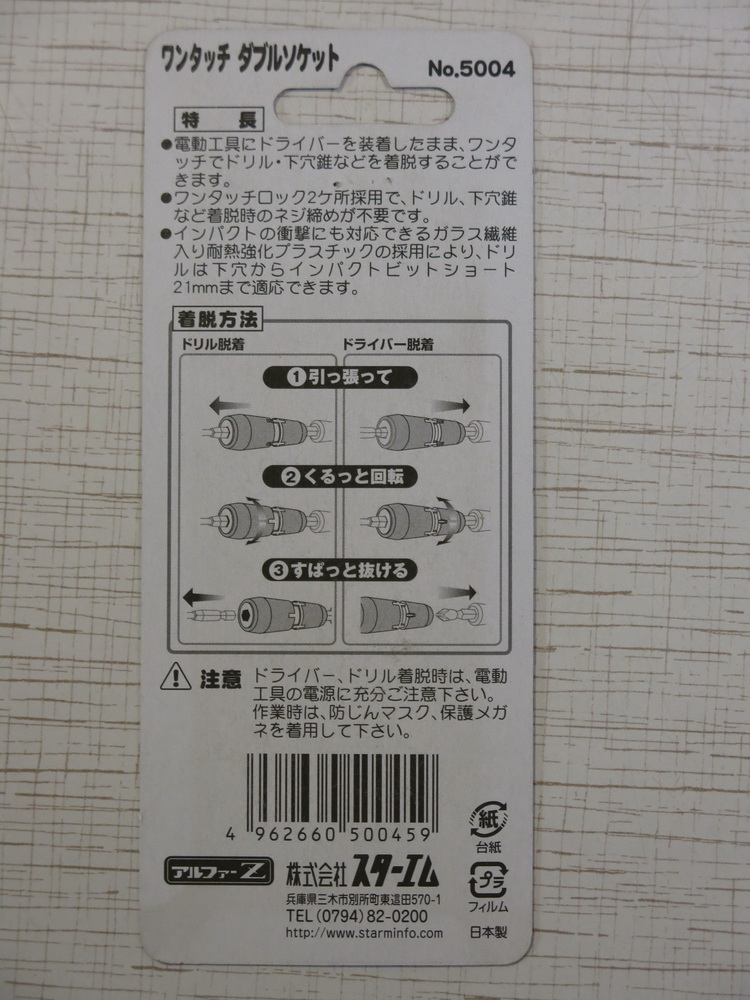 ワンタッチ ダブルソケット
No.5004
特 長
●電動工具にドライバーを装着したまま、ワンタ
ッチでドリル・下穴錐などを着脱することがで
きます。
●ワンタッチロック2ケ所採用で、ドリル、下穴錐
など着脱時のネジ締めが不要です。
●インパクトの衝撃にも対応できるガラス繊維
入り耐熱強化プラスチックの採用により、ドリ
ルは下穴からインパクトビットショート
21mmまで適応できます。
着脱方法
ドリル脱着
ドライバー脱着
①引っ張って
②くるっと回転
③すぱっと抜ける
注意
ドライバー、ドリル着脱時は、電動
工具の電源に充分ご注意下さい。
作業時は、防じんマスク、保護メガ
ネを着用して下さい。
4 962660 500459
紙
台紙
アルファーZ
株式会社 スターエム
プラ
兵庫県三木市別所町東這田570-1
フィルム
TEL(0794)82-0200
http://www.starminfo.com
日本製